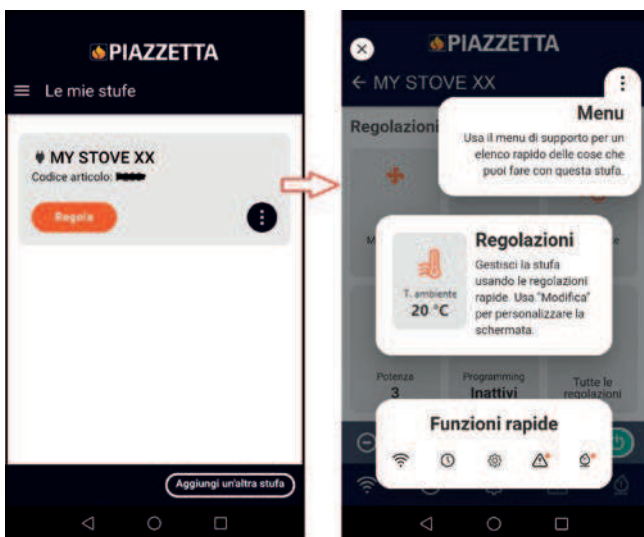 PIAZZETTA
Le mie stufe
MY STOVE XX
Codice articolo:
Regola
Aggiungi un'altra stufa
PIAZZETTA
MY STOVE XX
Regolazioni
Menu
Usa il menu di supporto per un
elenco rapido delle cose che
puoi fare con questa stufa.
Regolazioni
Gestisci la stufa
usando le regolazioni
rapide. Usa "Modifica"
per personalizzare la
schermata.
T. ambiente
20 °C
Potenza
3
Programming
Inattivi
Tutte le
regolazioni
Funzioni rapide